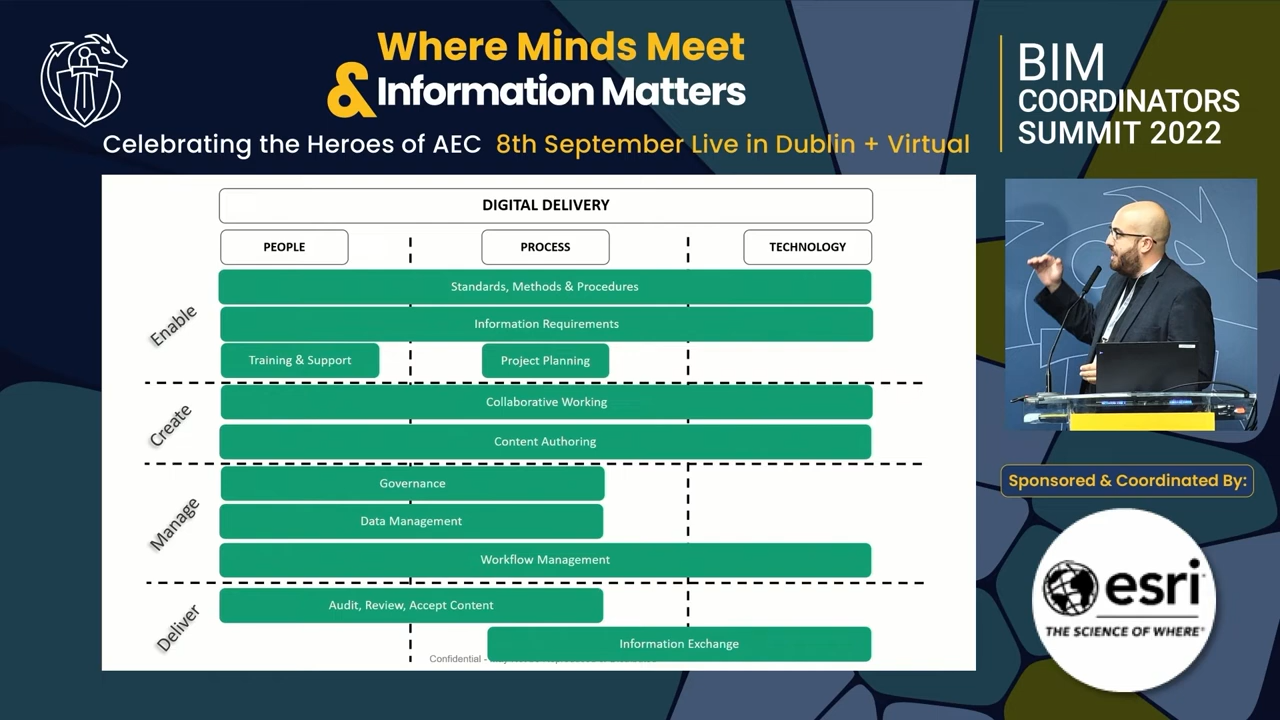 Where Minds Meet
& Information Matters
Celebrating the Heroes of AEC 8th September Live in Dublin + Virtual
BIM
COORDINATORS
SUMMIT 2022
DIGITAL DELIVERY
PEOPLE
PROCESS
TECHNOLOGY
Enable
Standards, Methods & Procedures
Information Requirements
Training & Support
Project Planning
Create
Collaborative Working
Content Authoring
Manage
Governance
Data Management
Workflow Management
Deliver
Audit, Review, Accept Content
Information Exchange
Confidential -
Sponsored & Coordinated By:
esri
THE SCIENCE OF WHERE®